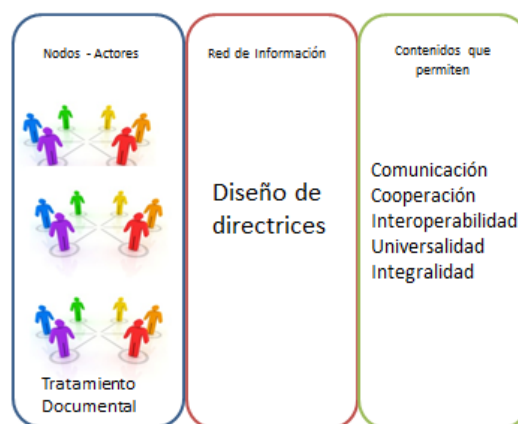 Nodos - Actores
Tratamiento
Documental
Red de Información
Diseño de
directrices
Contenidos que
permiten
Comunicación
Cooperación
Interoperabilidad
Universalidad
Integralidad